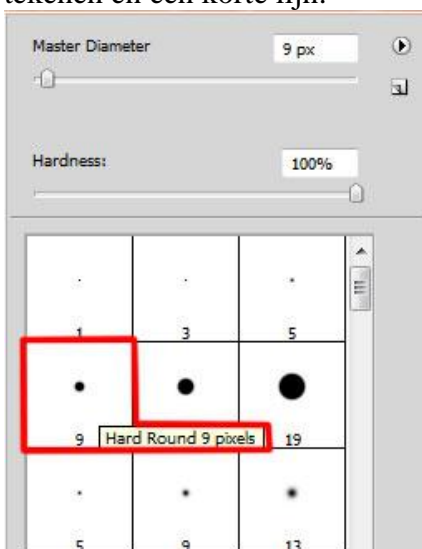 tekenen en een korte lijn.
Master Diameter 9 px
Hardness: 100%
1 3 5
9 Hard Round 9 pixels 19
5 9 13